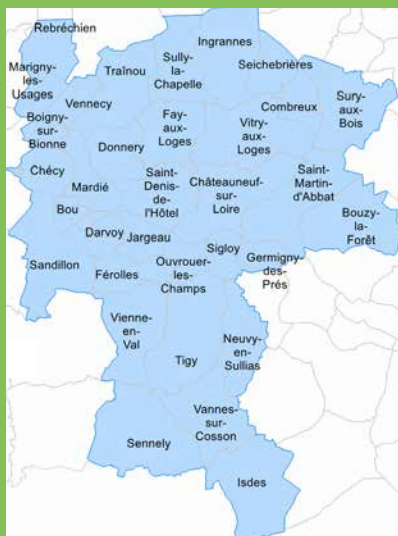 Rebréchien
Ingrannes
Sully-
la-
Chapelle
Marigny-
les-
Usages
Traînou
Seichebrières
Vennecy
Combreux
Sury-
aux-
Bois
Boigny-
sur-
Bionne
Fay-
aux-
Loges
Vitry-
aux-
Loges
Donnery
Chécy
Mardié
Saint-
Denis-
de-
l'Hôtel
Châteauneuf-
sur-
Loire
Saint-
Martin-
d'Abbat
Bou
Bouzy-
la-
Forêt
Darvoy
Jargeau
Sigloy
Germigny-
des-
Prés
Sandillon
Férolles
Ouvrouer-
les-
Champs
Vienne-
en-
Val
Neuvy-
en-
Sullias
Tigy
Vannes-
sur-
Cosson
Sennely
Isdes